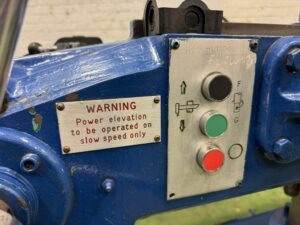 WARNING
Power elevation
to be operated on
slow speed only
F
G